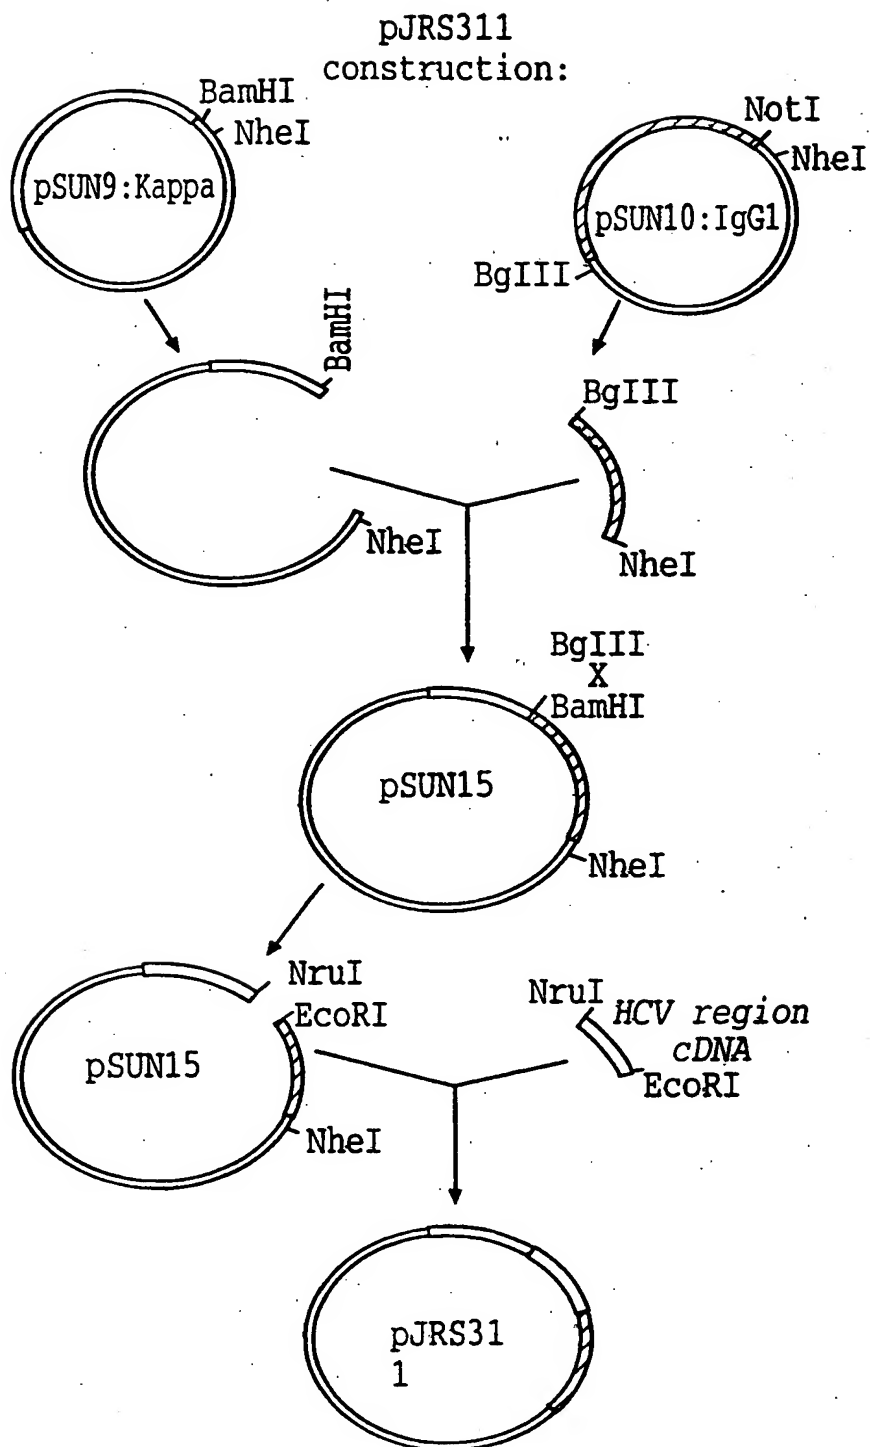 pJRS311
construction:
BamHI
NheI
pSUN9:Kappa
NotI
NheI
pSUN10:IgG1
BgIII
BamHI
BgIII
NheI
NheI
BgIII
X
BamHI
pSUN15
NheI
NruI
EcoRI
pSUN15
NheI
NruI
HCV region
cDNA
EcoRI
pJRS31
1